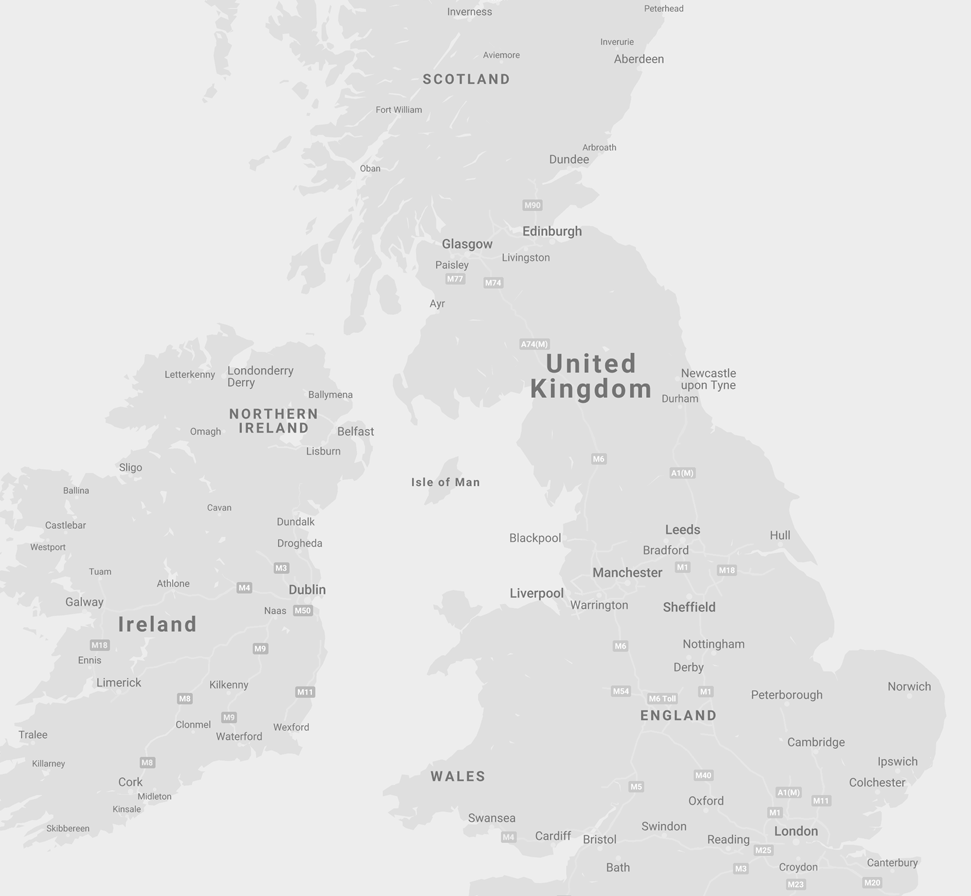 Inverness
Peterhead
Inverurie
Aviemore
Aberdeen
SCOTLAND
Fort William
Arbroath
Dundee
Oban
M90
Edinburgh
Glasgow
Livingston
Paisley
M77
M74
Ayr
A74(M)
United
Kingdom
Newcastle
upon Tyne
Durham
Letterkenny
Londonderry
Derry
Ballymena
NORTHERN
IRELAND
Omagh
Belfast
Lisburn
M6
Sligo
A1(M)
Isle of Man
Ballina
Cavan
Castlebar
Dundalk
Leeds
Hull
Blackpool
Drogheda
Westport
Bradford
M3
M1
M18
Tuam
Manchester
Athlone
M4
Dublin
Liverpool
Galway
Warrington
Sheffield
Naas
M50
Ireland
M18
M9
M6
Nottingham
Ennis
Derby
Limerick
Kilkenny
Norwich
M11
M54
M1
Peterborough
M8
M6 Toll
M9
ENGLAND
Clonmel
Wexford
Tralee
Waterford
Cambridge
Killarney
M8
Ipswich
WALES
M40
Cork
Colchester
M5
A1(M)
Midleton
Oxford
M11
Kinsale
M1
Swansea
Skibbereen
Swindon
London
M4
Cardiff
Bristol
Reading
M25
Canterbury
Bath
M3
Croydon
M23
M20